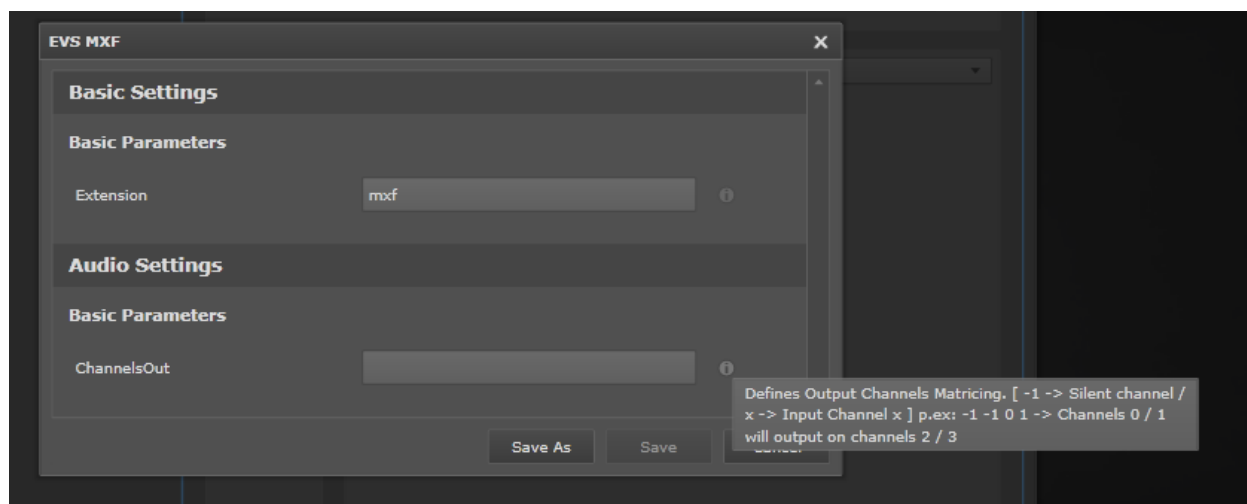 EVS MXF
Basic Settings
Basic Parameters
Extension
mxf
Audio Settings
Basic Parameters
ChannelsOut
Defines Output Channels Matricing. [ -1 -> Silent channel /
x -> Input Channel x ] p.ex: -1 -1 0 1 -> Channels 0 / 1
will output on channels 2 / 3
Save As
Save
Cancel